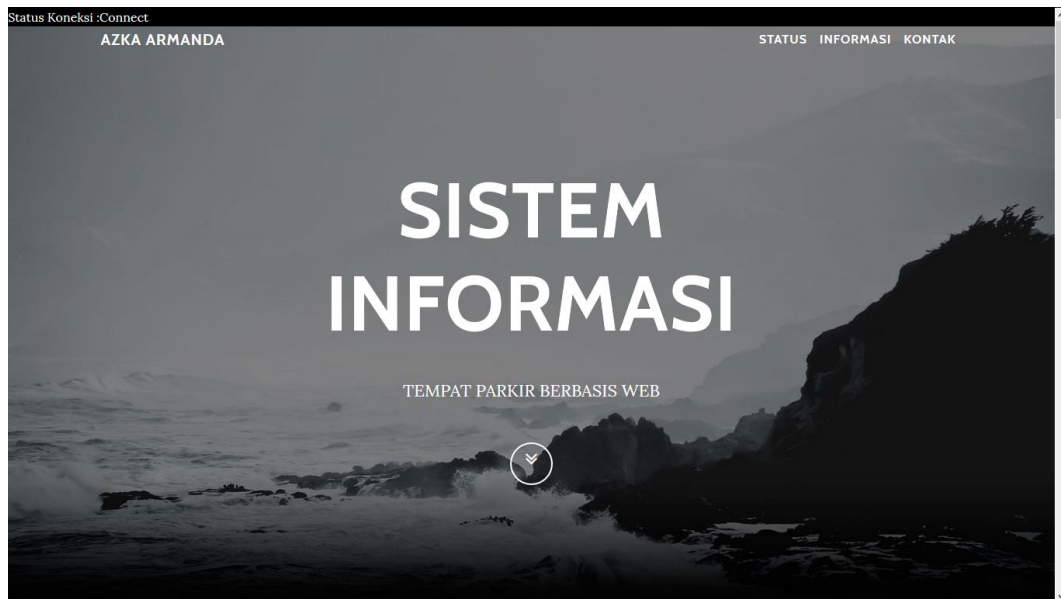 Status Koneksi :Connect
AZKA ARMANDA
STATUS INFORMASI KONTAK
SISTEM
INFORMASI
TEMPAT PARKIR BERBASIS WEB